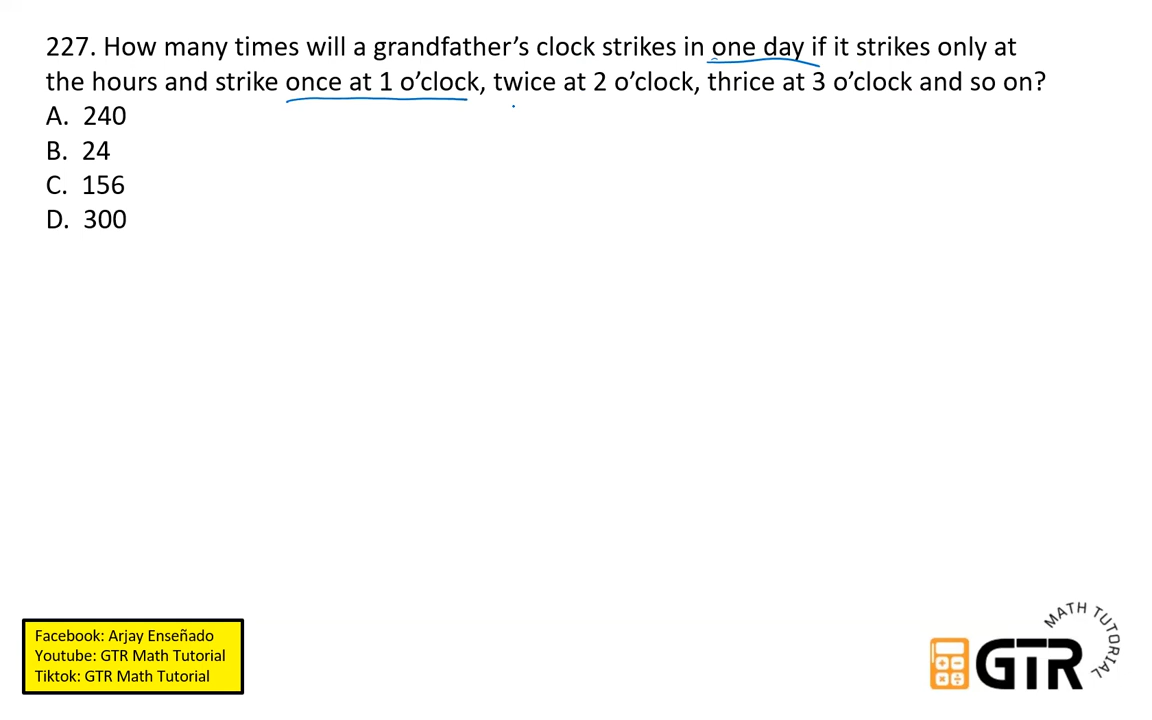 227. How many times will a grandfather’s clock strikes in one day if it strikes only at
the hours and strike once at 1 o’clock, twice at 2 o’clock, thrice at 3 o’clock and so on?
A. 240
B. 24
C. 156
D. 300
Facebook: Arjay Enseñado
Youtube: GTR Math Tutorial
Tiktok: GTR Math Tutorial
GTR
MATH TUTORIAL